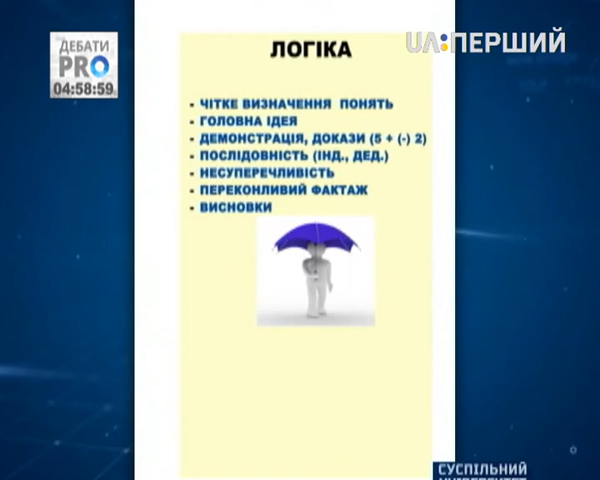 ДЕБАТИ
PRO
04:58:59
UA:ПЕРШИЙ
ЛОГІКА
- ЧІТКЕ ВИЗНАЧЕННЯ ПОНЯТЬ
- ГОЛОВНА ІДЕЯ
- ДЕМОНСТРАЦІЯ, ДОКАЗИ (5 + (-) 2)
- ПОСЛІДОВНІСТЬ (ІНД., ДЕД.)
- НЕСУПЕРЕЧЛИВІСТЬ
- ПЕРЕКОНЛИВИЙ ФАКТАЖ
- ВИСНОВКИ
СУСПІЛЬНИЙ
УНІВЕРСИТЕТ